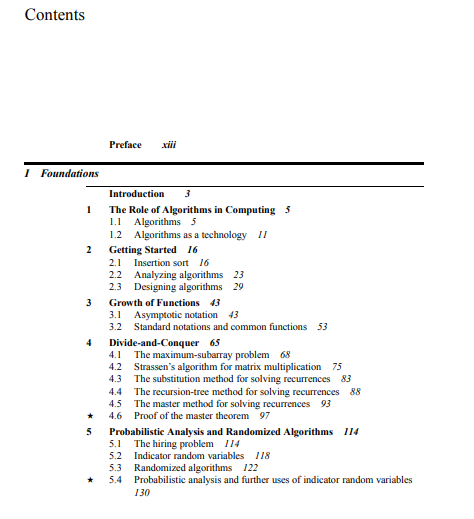 Contents
Preface xiii
I Foundations
Introduction 3
1 The Role of Algorithms in Computing 5
1.1 Algorithms 5
1.2 Algorithms as a technology 11
2 Getting Started 16
2.1 Insertion sort 16
2.2 Analyzing algorithms 23
2.3 Designing algorithms 29
3 Growth of Functions 43
3.1 Asymptotic notation 43
3.2 Standard notations and common functions 53
4 Divide-and-Conquer 65
4.1 The maximum-subarray problem 68
4.2 Strassen's algorithm for matrix multiplication 75
4.3 The substitution method for solving recurrences 83
4.4 The recursion-tree method for solving recurrences 88
4.5 The master method for solving recurrences 93
★ 4.6 Proof of the master theorem 97
5 Probabilistic Analysis and Randomized Algorithms 114
5.1 The hiring problem 114
5.2 Indicator random variables 118
5.3 Randomized algorithms 122
★ 5.4 Probabilistic analysis and further uses of indicator random variables
130